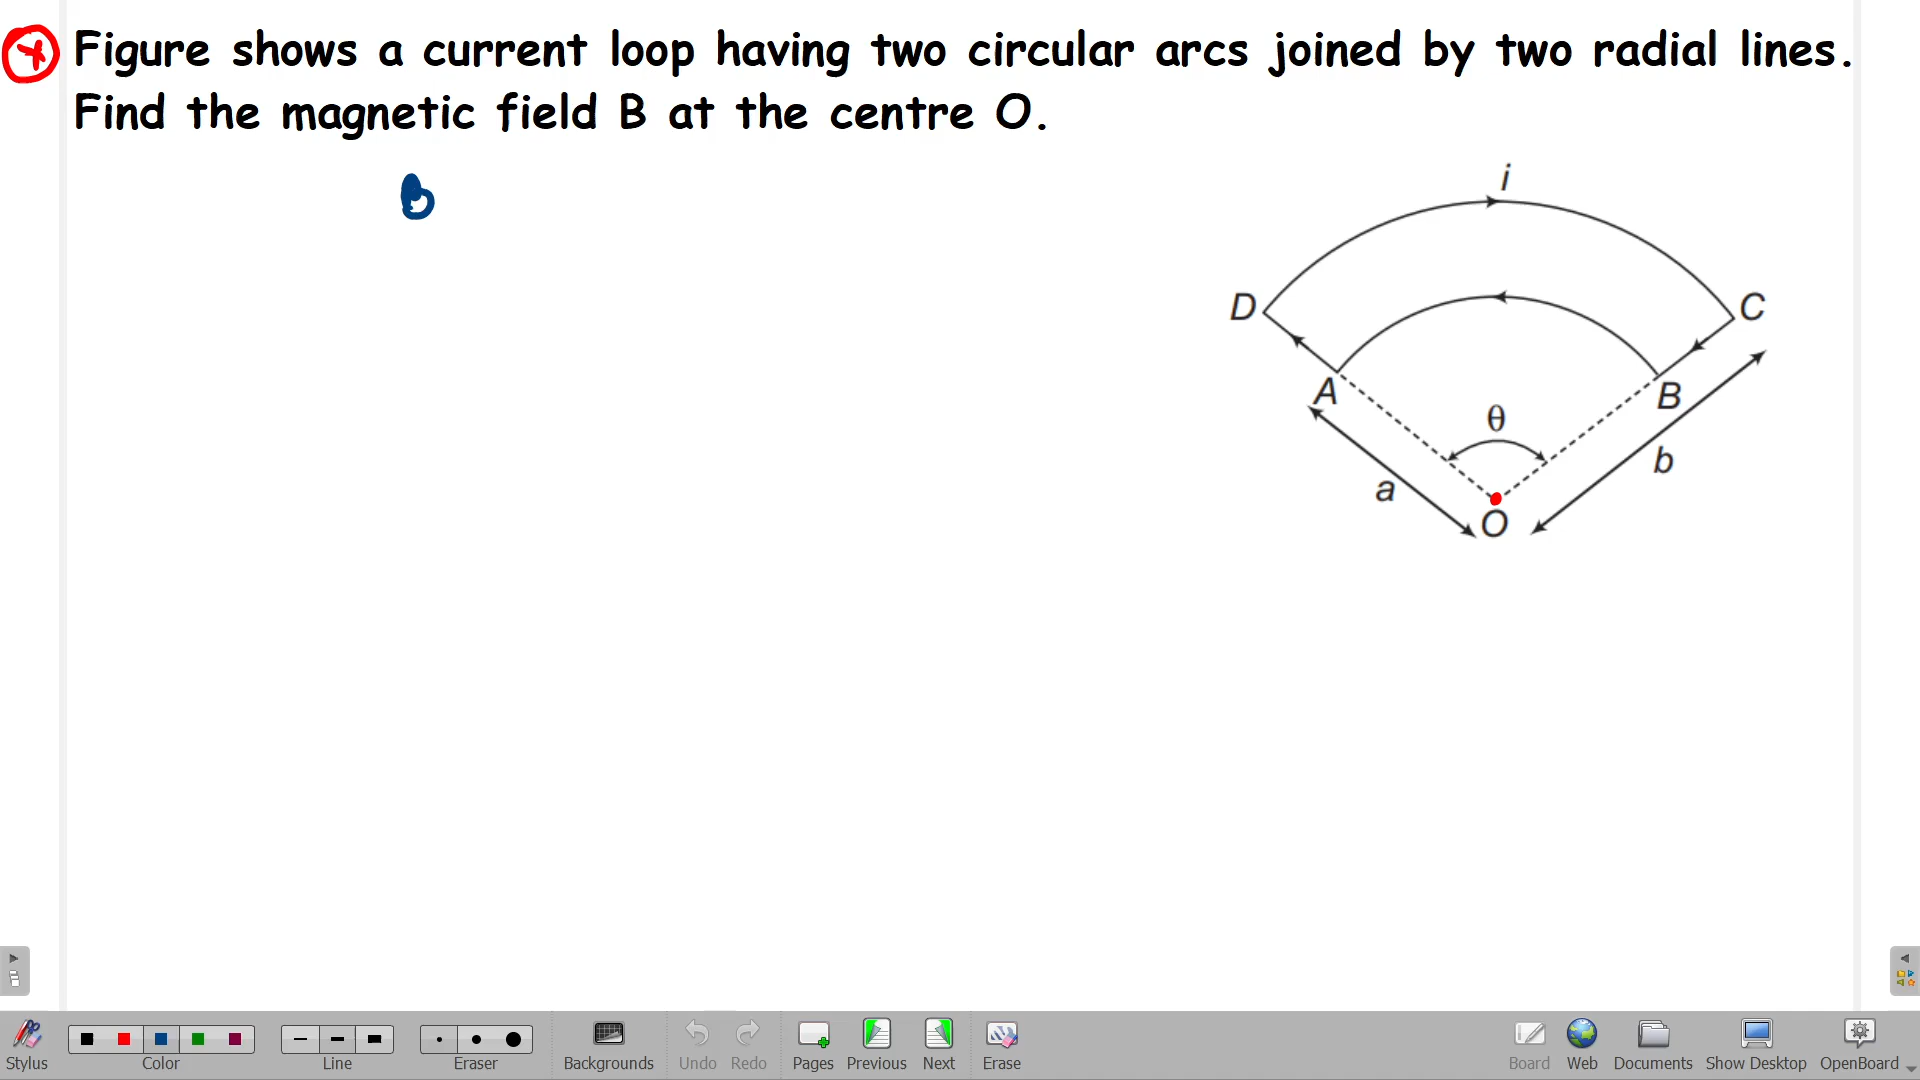 4 Figure shows a current loop having two circular arcs joined by two radial lines.
Find the magnetic field B at the centre O.
b
i
D
C
A
B
θ
b
a
O
Stylus
Color
Line
Eraser
Backgrounds
Undo
Redo
Pages
Previous
Next
Erase
Board
Web
Documents
Show Desktop
OpenBoard